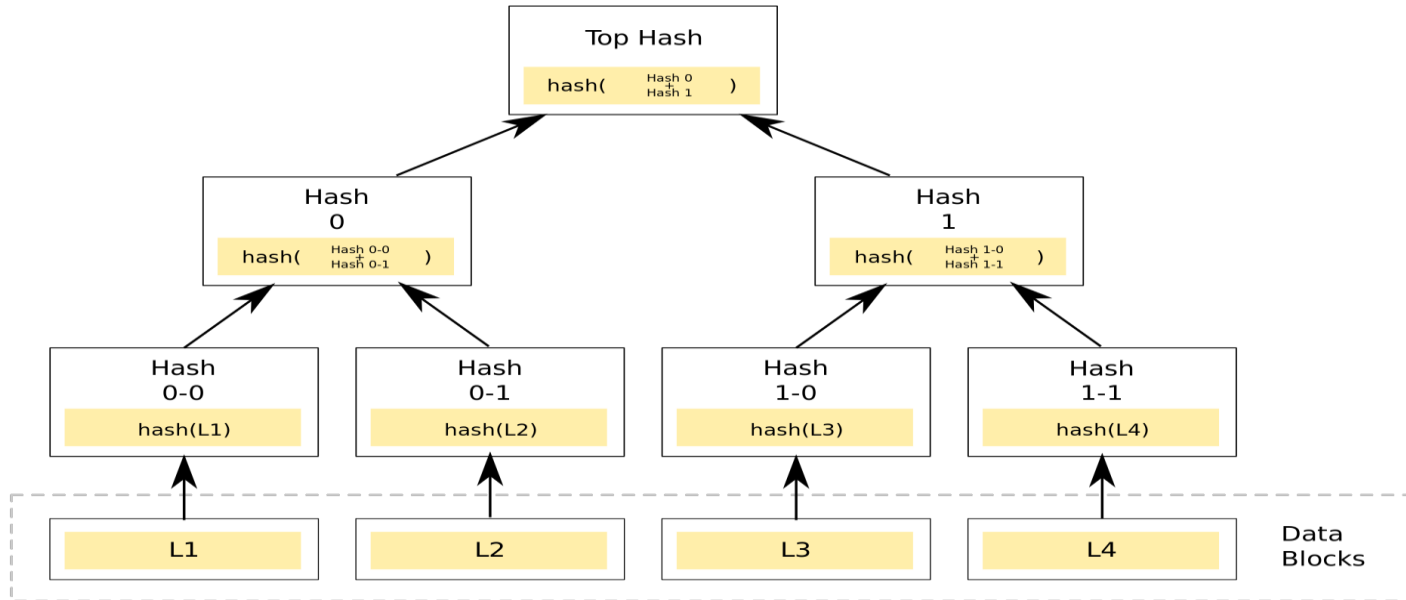 Top Hash
hash( Hash 0 + Hash 1 )
Hash
0
hash( Hash 0-0 + Hash 0-1 )
Hash
1
hash( Hash 1-0 + Hash 1-1 )
Hash
0-0
hash(L1)
Hash
0-1
hash(L2)
Hash
1-0
hash(L3)
Hash
1-1
hash(L4)
L1
L2
L3
L4
Data
Blocks